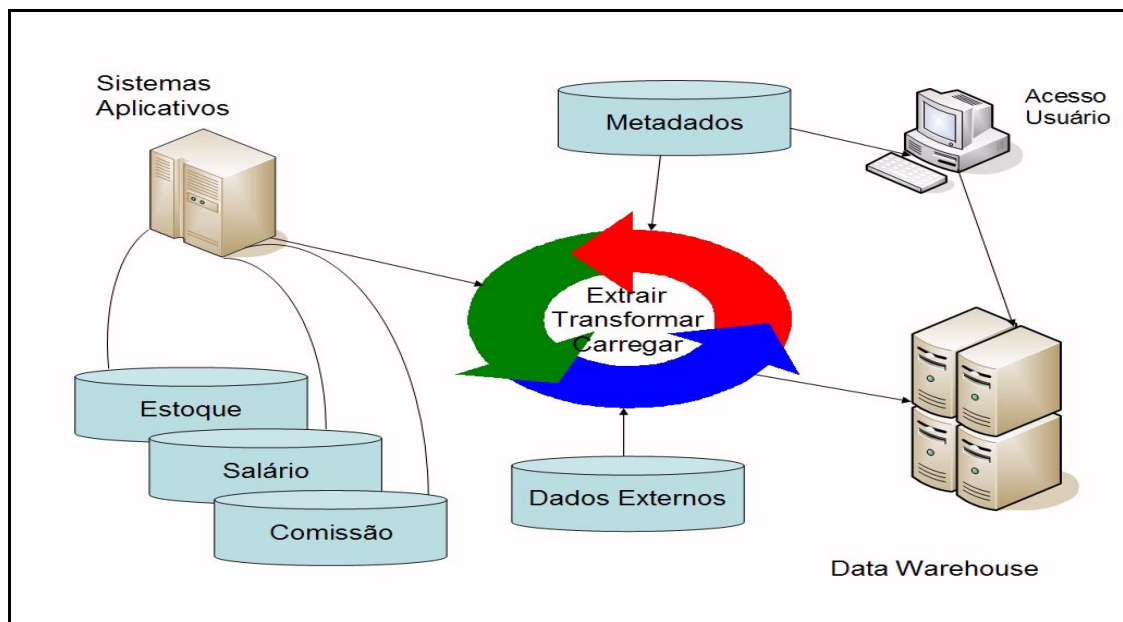 Sistemas
Aplicativos
Metadados
Acesso
Usuário
Extrair
Transformar
Carregar
Estoque
Salário
Comissão
Dados Externos
Data Warehouse